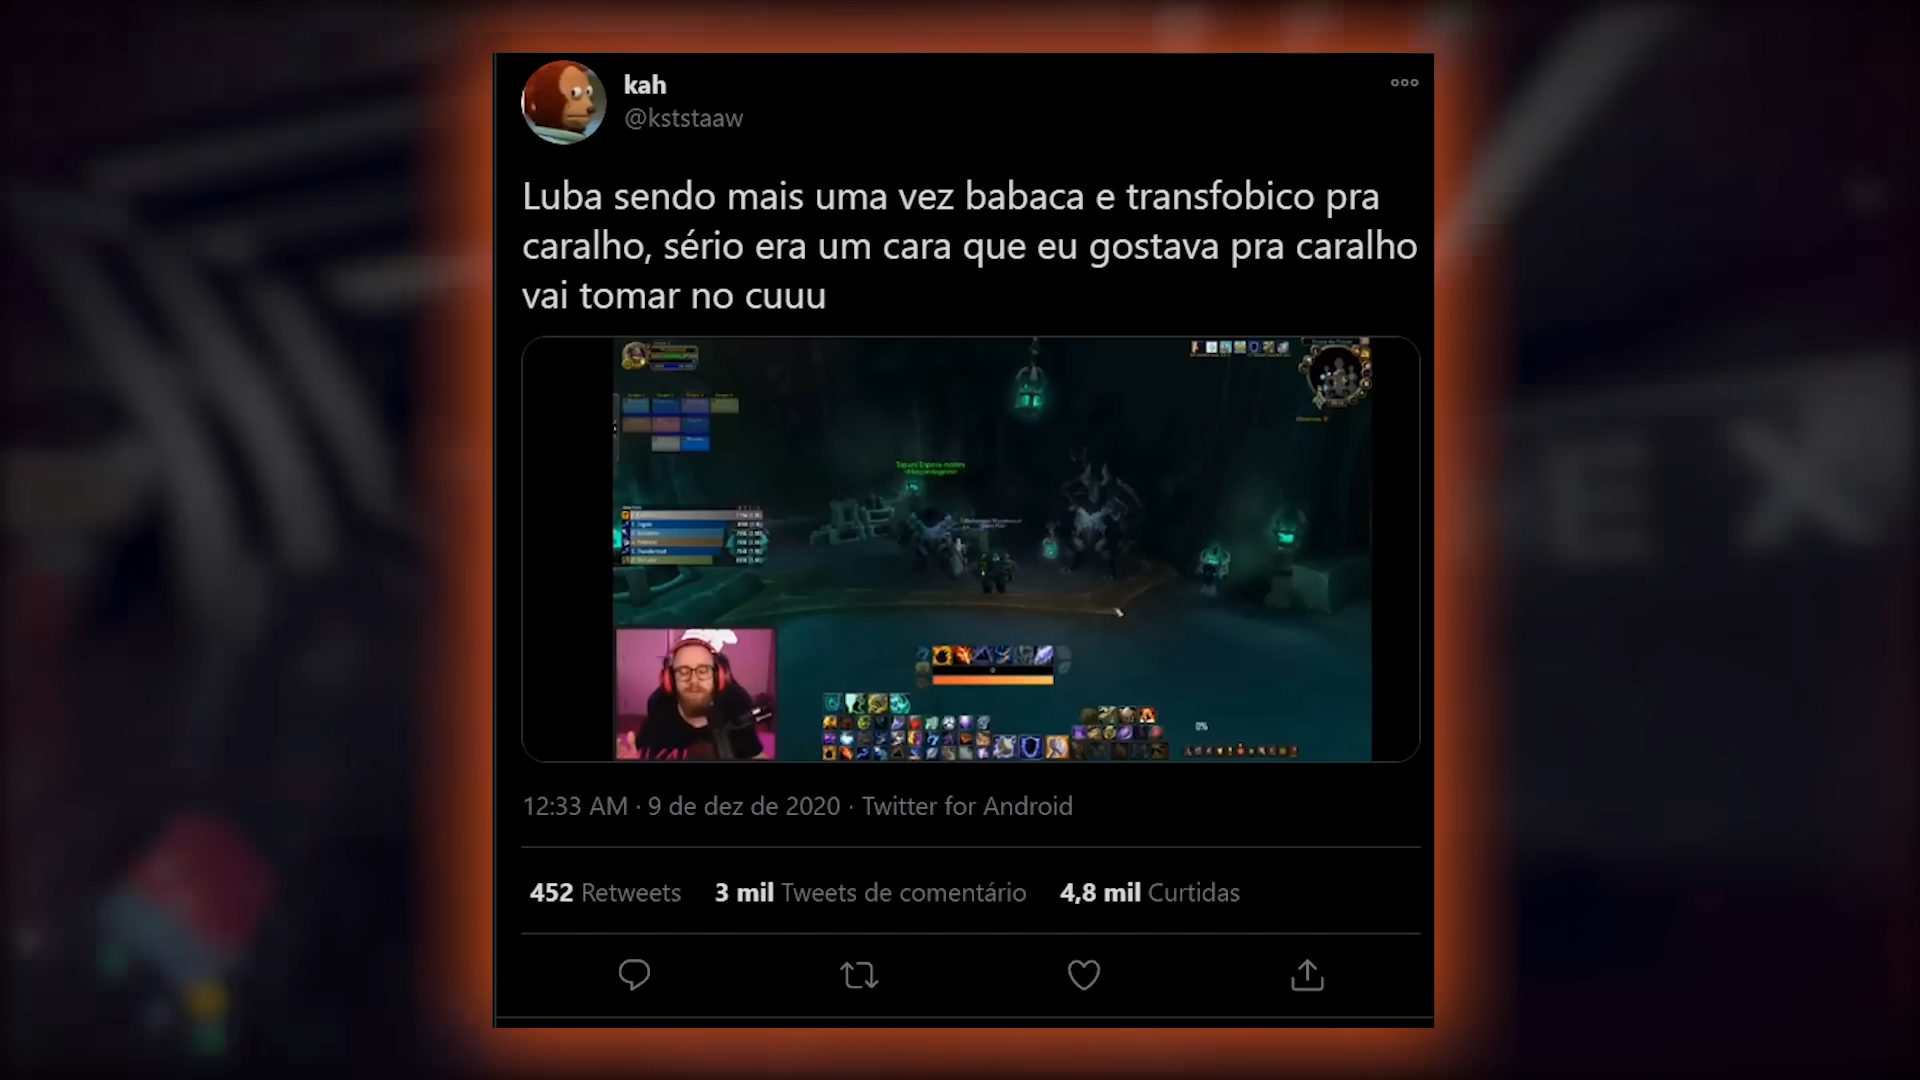 kah
@kststaaw
Luba sendo mais uma vez babaca e transfobico pra
caralho, sério era um cara que eu gostava pra caralho
vai tomar no cuuu
0%
12:33 AM · 9 de dez de 2020 · Twitter for Android
452 Retweets 3 mil Tweets de comentário 4,8 mil Curtidas